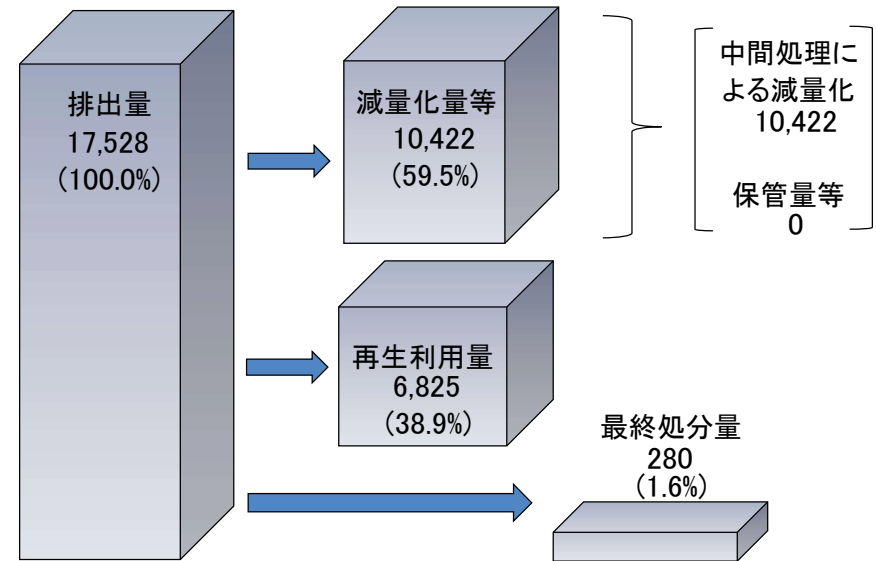 排出量
17,528
(100.0%)
減量化量等
10,422
(59.5%)
中間処理に
よる減量化
10,422
保管量等
0
再生利用量
6,825
(38.9%)
最終処分量
280
(1.6%)